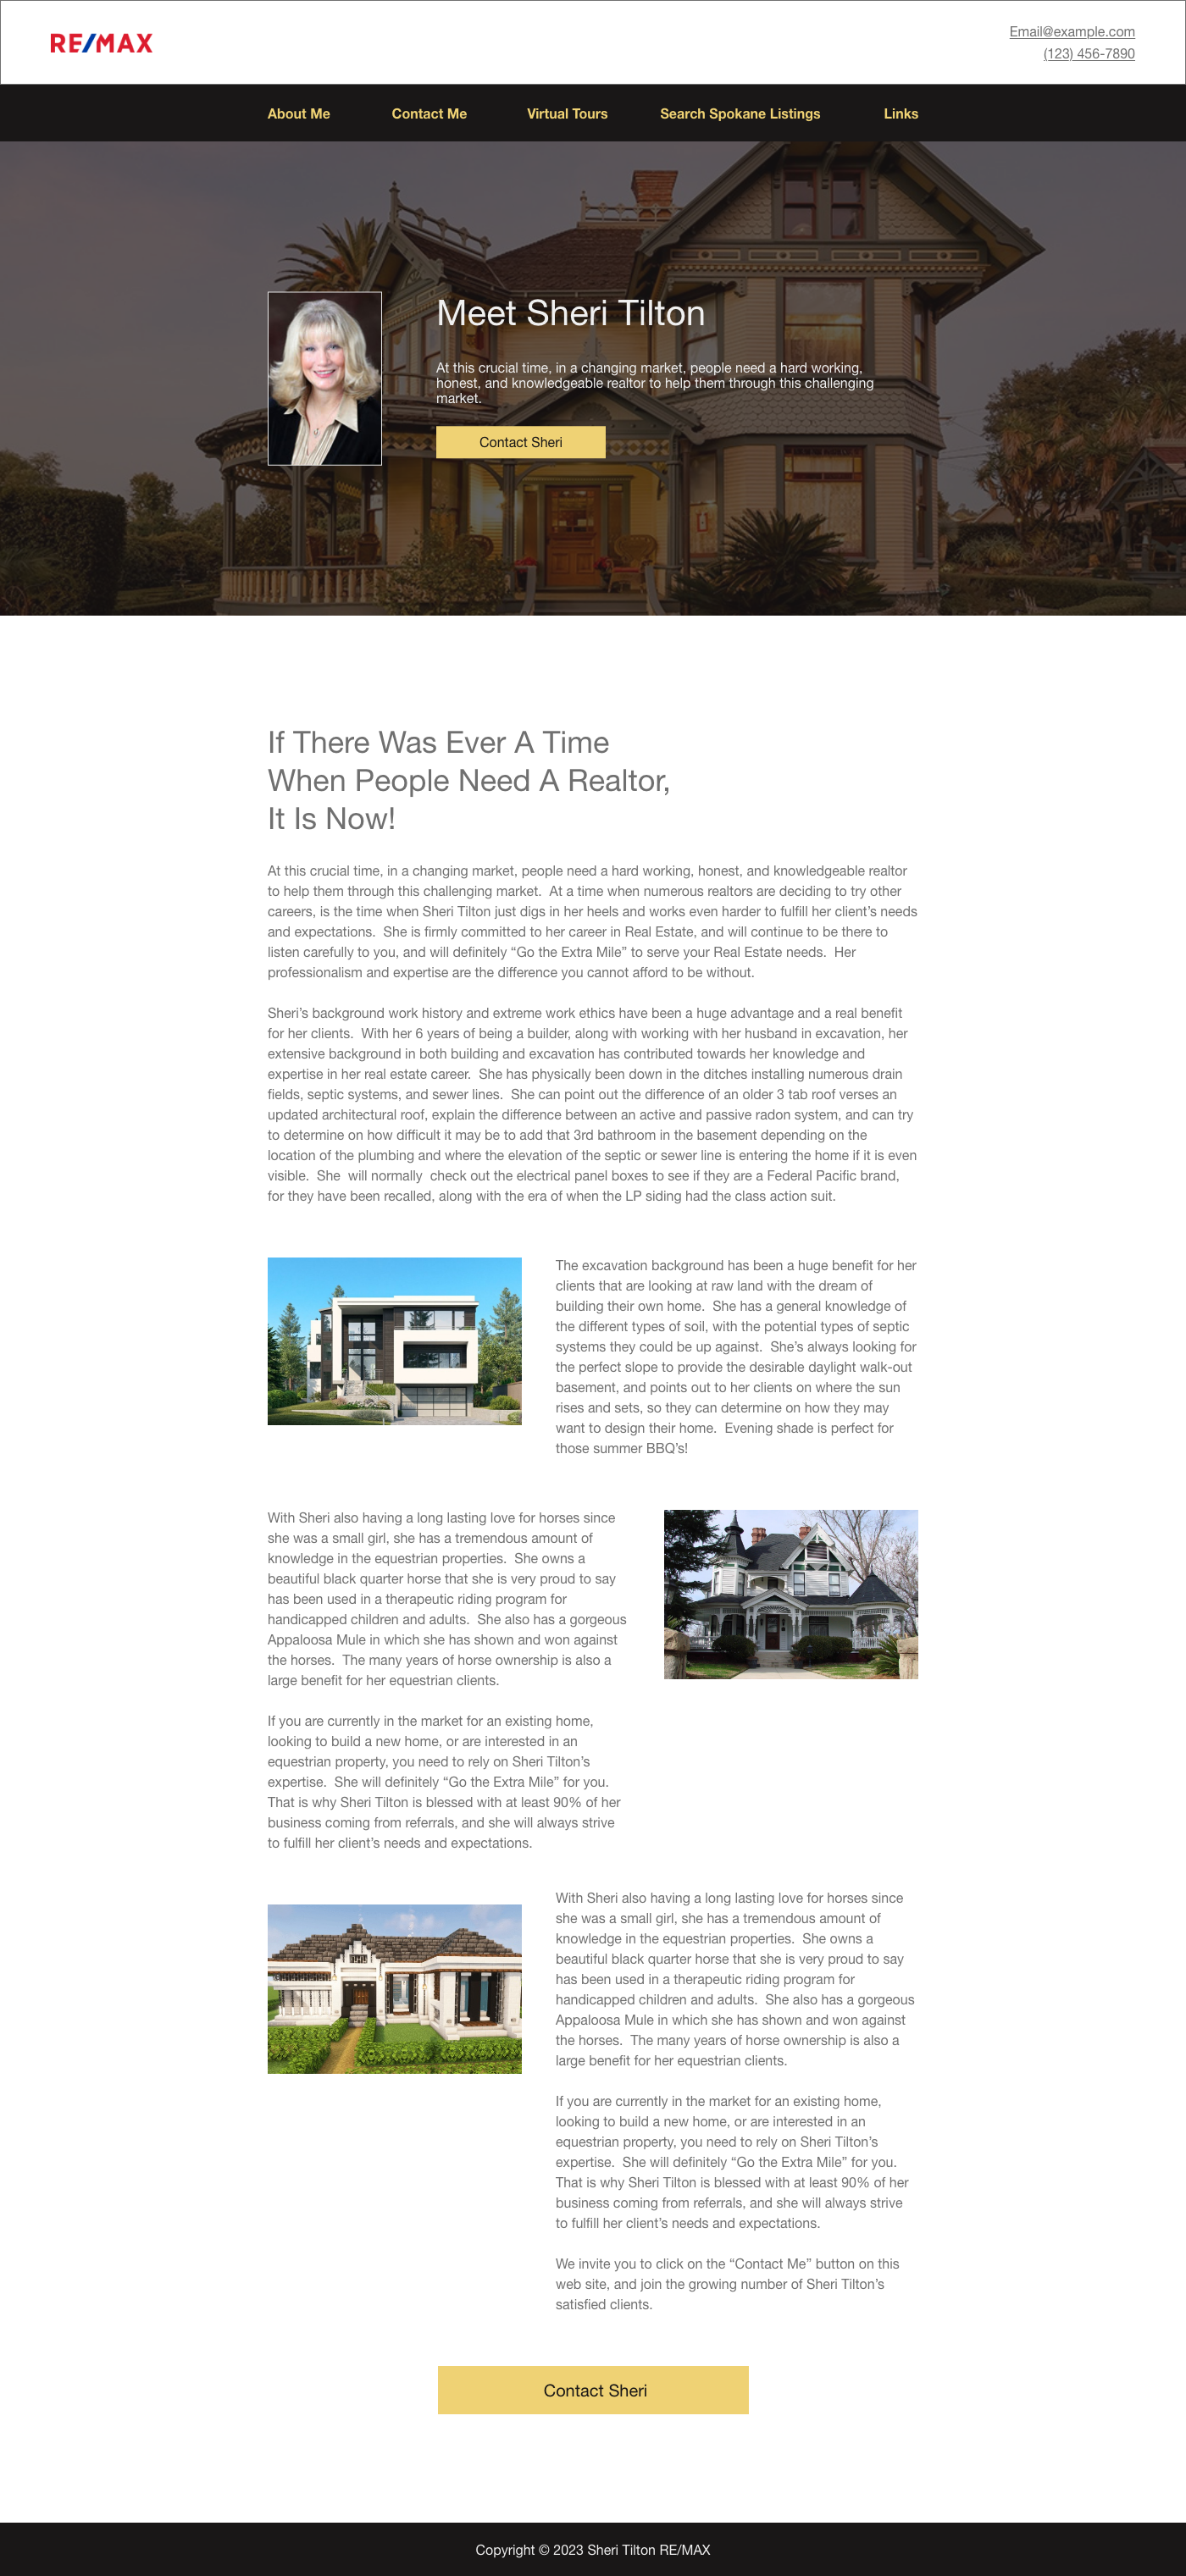 RE/MAX
Email@example.com
(123) 456-7890
About Me
Contact Me
Virtual Tours
Search Spokane Listings
Links
Meet Sheri Tilton
At this crucial time, in a changing market, people need a hard working,
honest, and knowledgeable realtor to help them through this challenging
market.
Contact Sheri
If There Was Ever A Time
When People Need A Realtor,
It Is Now!
At this crucial time, in a changing market, people need a hard working, honest, and knowledgeable realtor
to help them through this challenging market.  At a time when numerous realtors are deciding to try other
careers, is the time when Sheri Tilton just digs in her heels and works even harder to fulfill her client’s needs
and expectations.  She is firmly committed to her career in Real Estate, and will continue to be there to
listen carefully to you, and will definitely “Go the Extra Mile” to serve your Real Estate needs.  Her
professionalism and expertise are the difference you cannot afford to be without.
Sheri’s background work history and extreme work ethics have been a huge advantage and a real benefit
for her clients.  With her 6 years of being a builder, along with working with her husband in excavation, her
extensive background in both building and excavation has contributed towards her knowledge and
expertise in her real estate career.  She has physically been down in the ditches installing numerous drain
fields, septic systems, and sewer lines.  She can point out the difference of an older 3 tab roof verses an
updated architectural roof, explain the difference between an active and passive radon system, and can try
to determine on how difficult it may be to add that 3rd bathroom in the basement depending on the
location of the plumbing and where the elevation of the septic or sewer line is entering the home if it is even
visible.  She  will normally  check out the electrical panel boxes to see if they are a Federal Pacific brand,
for they have been recalled, along with the era of when the LP siding had the class action suit.
The excavation background has been a huge benefit for her
clients that are looking at raw land with the dream of
building their own home.  She has a general knowledge of
the different types of soil, with the potential types of septic
systems they could be up against.  She’s always looking for
the perfect slope to provide the desirable daylight walk-out
basement, and points out to her clients on where the sun
rises and sets, so they can determine on how they may
want to design their home.  Evening shade is perfect for
those summer BBQ’s!
With Sheri also having a long lasting love for horses since
she was a small girl, she has a tremendous amount of
knowledge in the equestrian properties.  She owns a
beautiful black quarter horse that she is very proud to say
has been used in a therapeutic riding program for
handicapped children and adults.  She also has a gorgeous
Appaloosa Mule in which she has shown and won against
the horses.  The many years of horse ownership is also a
large benefit for her equestrian clients.
If you are currently in the market for an existing home,
looking to build a new home, or are interested in an
equestrian property, you need to rely on Sheri Tilton’s
expertise.  She will definitely “Go the Extra Mile” for you.
That is why Sheri Tilton is blessed with at least 90% of her
business coming from referrals, and she will always strive
to fulfill her client’s needs and expectations.
With Sheri also having a long lasting love for horses since
she was a small girl, she has a tremendous amount of
knowledge in the equestrian properties.  She owns a
beautiful black quarter horse that she is very proud to say
has been used in a therapeutic riding program for
handicapped children and adults.  She also has a gorgeous
Appaloosa Mule in which she has shown and won against
the horses.  The many years of horse ownership is also a
large benefit for her equestrian clients.
If you are currently in the market for an existing home,
looking to build a new home, or are interested in an
equestrian property, you need to rely on Sheri Tilton’s
expertise.  She will definitely “Go the Extra Mile” for you.
That is why Sheri Tilton is blessed with at least 90% of her
business coming from referrals, and she will always strive
to fulfill her client’s needs and expectations.
We invite you to click on the “Contact Me” button on this
web site, and join the growing number of Sheri Tilton’s
satisfied clients.
Contact Sheri
Copyright © 2023 Sheri Tilton RE/MAX